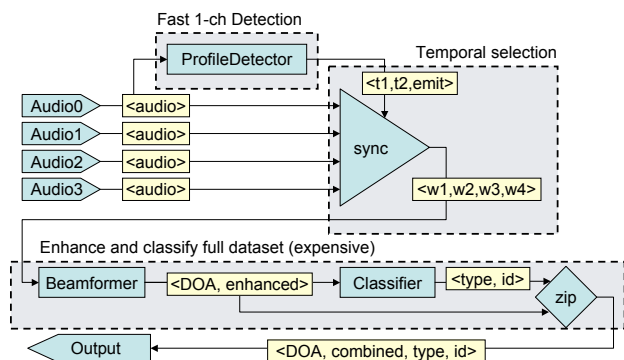 Fast 1-ch Detection
ProfileDetector
Temporal selection
<t1,t2,emit>
Audio0
<audio>
Audio1
<audio>
Audio2
<audio>
Audio3
<audio>
sync
<w1,w2,w3,w4>
Enhance and classify full dataset (expensive)
Beamformer
<DOA, enhanced>
Classifier
<type, id>
zip
Output
<DOA, combined, type, id>